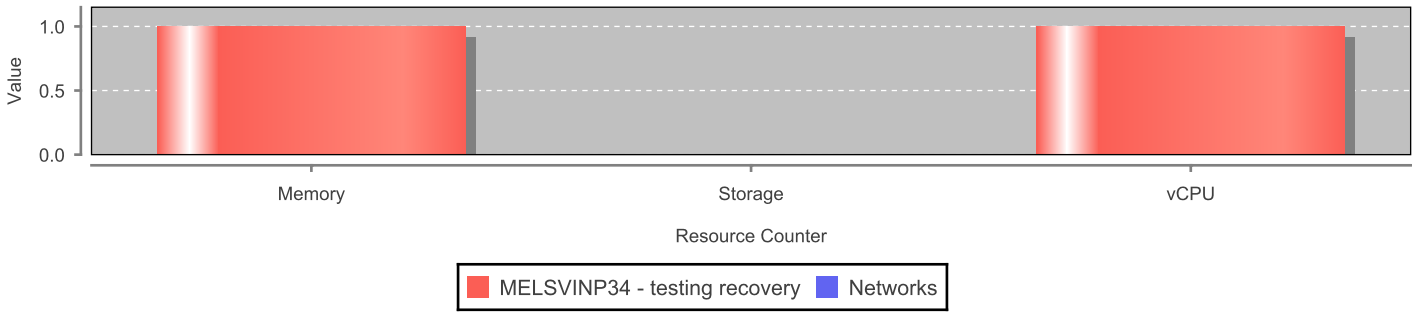 Value
1.0
0.5
0.0
Memory Storage vCPU
Resource Counter
MELSVINP34 - testing recovery Networks